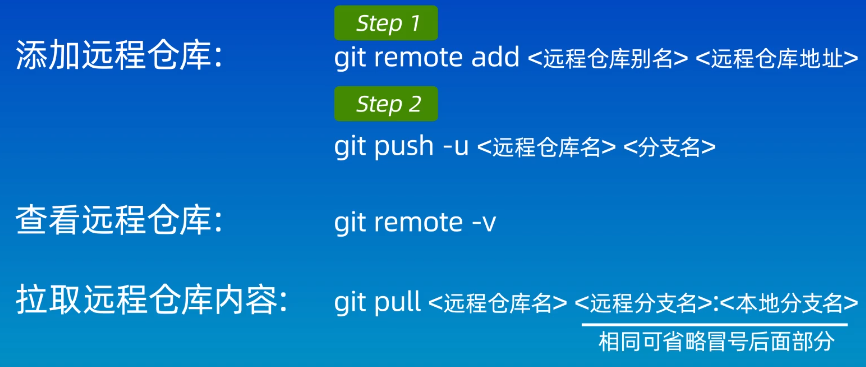 Step 1
添加远程仓库: git remote add <远程仓库别名> <远程仓库地址>
Step 2
git push -u <远程仓库名> <分支名>
查看远程仓库: git remote -v
拉取远程仓库内容: git pull <远程仓库名> <远程分支名>:<本地分支名>
相同可省略冒号后面部分